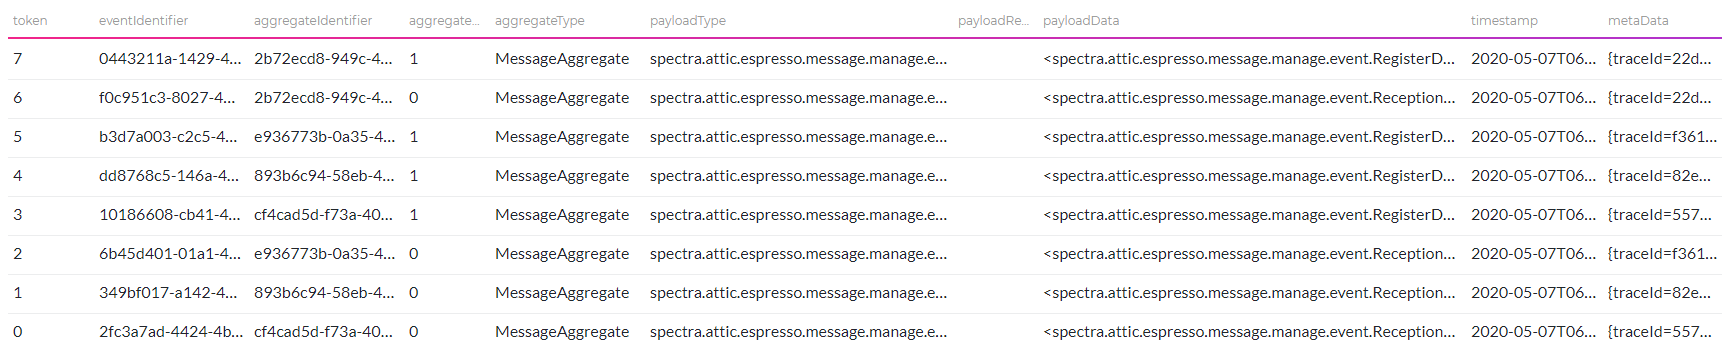 token eventIdentifier aggregateIdentifier aggregate... aggregateType payloadType payloadRe... payloadData timestamp metaData
7 0443211a-1429-4... 2b72ecd8-949c-4... 1 MessageAggregate spectra.attic.espresso.message.manage.e... <spectra.attic.espresso.message.manage.event.RegisterD... 2020-05-07T06... {traceId=22d...
6 f0c951c3-8027-4... 2b72ecd8-949c-4... 0 MessageAggregate spectra.attic.espresso.message.manage.e... <spectra.attic.espresso.message.manage.event.Reception... 2020-05-07T06... {traceId=22d...
5 b3d7a003-c2c5-4... e936773b-0a35-4... 1 MessageAggregate spectra.attic.espresso.message.manage.e... <spectra.attic.espresso.message.manage.event.RegisterD... 2020-05-07T06... {traceId=f361...
4 dd8768c5-146a-4... 893b6c94-58eb-4... 1 MessageAggregate spectra.attic.espresso.message.manage.e... <spectra.attic.espresso.message.manage.event.RegisterD... 2020-05-07T06... {traceId=82e...
3 10186608-cb41-4... cf4cad5d-f73a-40... 1 MessageAggregate spectra.attic.espresso.message.manage.e... <spectra.attic.espresso.message.manage.event.RegisterD... 2020-05-07T06... {traceId=557...
2 6b45d401-01a1-4... e936773b-0a35-4... 0 MessageAggregate spectra.attic.espresso.message.manage.e... <spectra.attic.espresso.message.manage.event.Reception... 2020-05-07T06... {traceId=f361...
1 349bf017-a142-4... 893b6c94-58eb-4... 0 MessageAggregate spectra.attic.espresso.message.manage.e... <spectra.attic.espresso.message.manage.event.Reception... 2020-05-07T06... {traceId=82e...
0 2fc3a7ad-4424-4b... cf4cad5d-f73a-40... 0 MessageAggregate spectra.attic.espresso.message.manage.e... <spectra.attic.espresso.message.manage.event.Reception... 2020-05-07T06... {traceId=557...